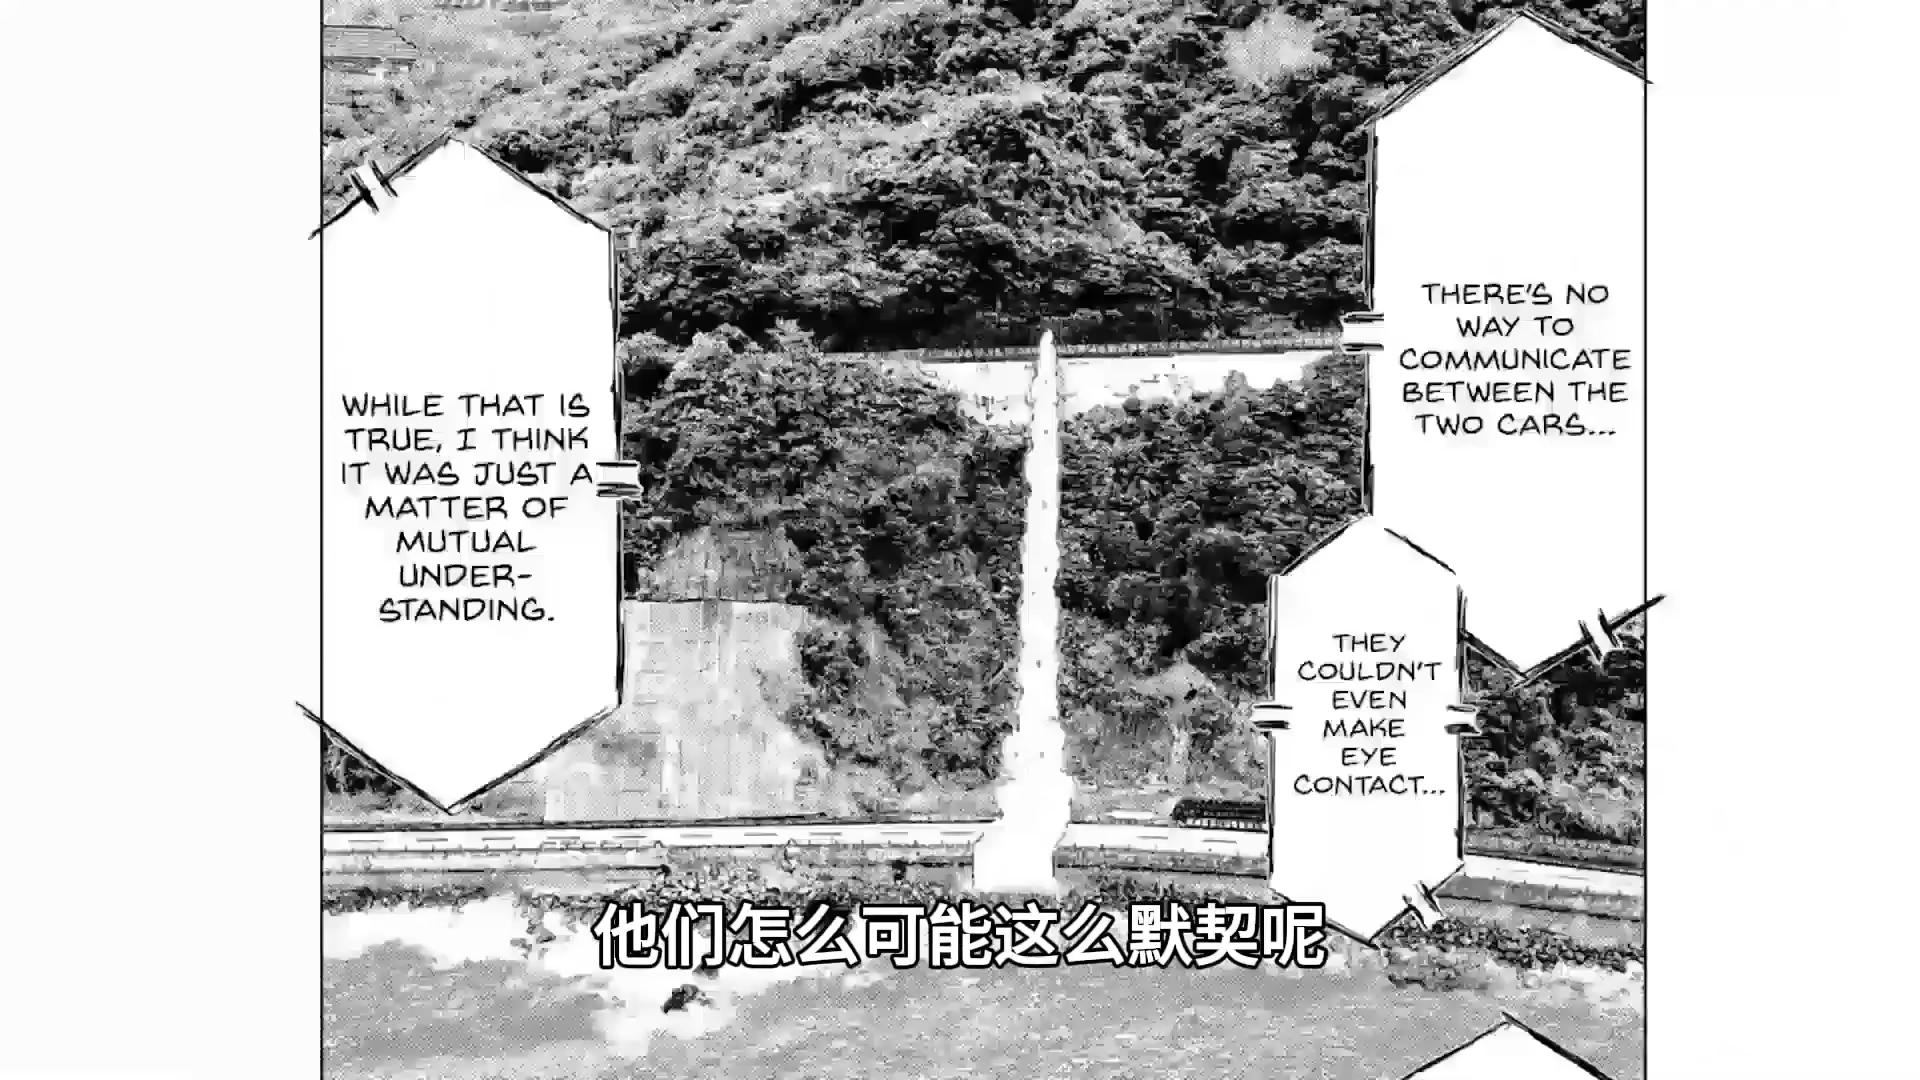 THERE'S NO
WAY TO
COMMUNICATE
BETWEEN THE
TWO CARS...
THEY
COULDN'T
EVEN
MAKE
EYE
CONTACT...
WHILE THAT IS
TRUE, I THINK
IT WAS JUST A
MATTER OF
MUTUAL
UNDER-
STANDING.
他们怎么可能这么默契呢